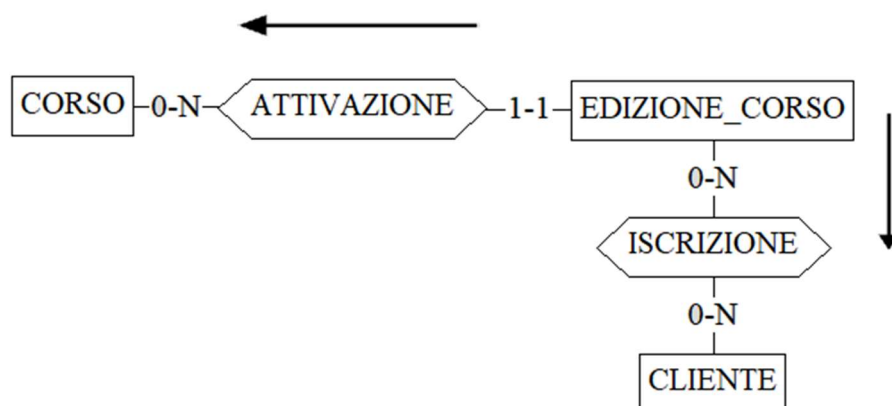 CORSO 0-N ATTIVAZIONE 1-1 EDIZIONE_CORSO
0-N
ISCRIZIONE
0-N
CLIENTE